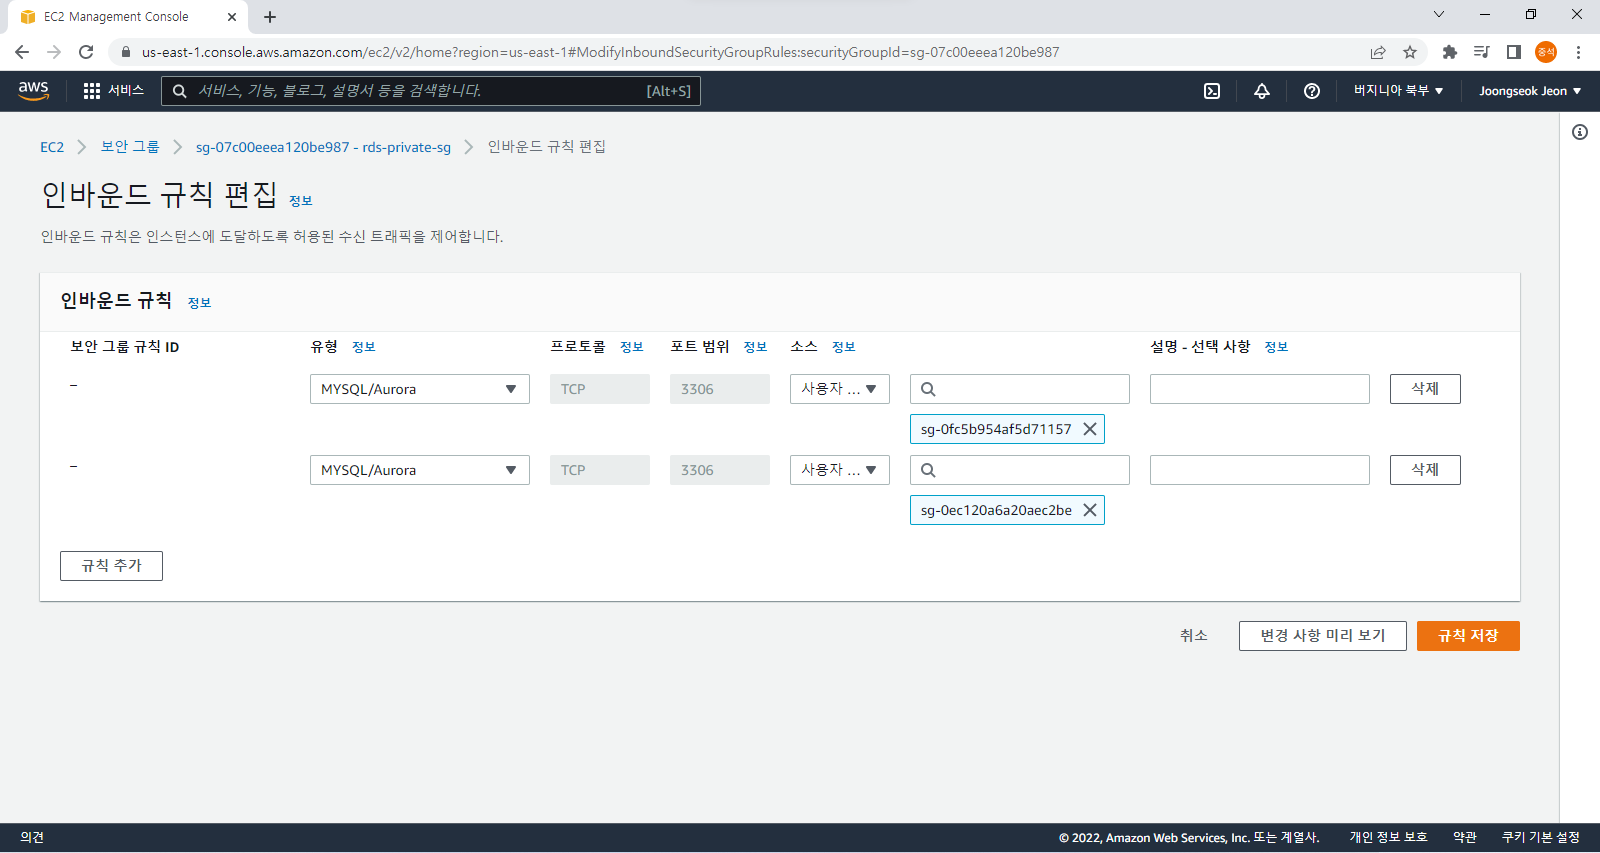 EC2 Management Console
us-east-1.console.aws.amazon.com/ec2/v2/home?region=us-east-1#ModifyInboundSecurityGroupRules:securityGroupId=sg-07c00eeea120be987
증석
aws 서비스 서비스, 기능, 블로그, 설명서 등을 검색합니다. [Alt+S] 버지니아 북부 Joongseok Jeon
EC2 보안 그룹 sg-07c00eeea120be987 - rds-private-sg 인바운드 규칙 편집
인바운드 규칙 편집 정보
인바운드 규칙은 인스턴스에 도달하도록 허용된 수신 트래픽을 제어합니다.
인바운드 규칙 정보
보안 그룹 규칙 ID 유형 정보 프로토콜 정보 포트 범위 정보 소스 정보 설명 - 선택 사항 정보
– MYSQL/Aurora TCP 3306 사용자 ... 삭제
sg-0fc5b954af5d71157
– MYSQL/Aurora TCP 3306 사용자 ... 삭제
sg-0ec120a6a20aec2be
규칙 추가
취소 변경 사항 미리 보기 규칙 저장
의견 © 2022, Amazon Web Services, Inc. 또는 계열사. 개인 정보 보호 약관 쿠키 기본 설정